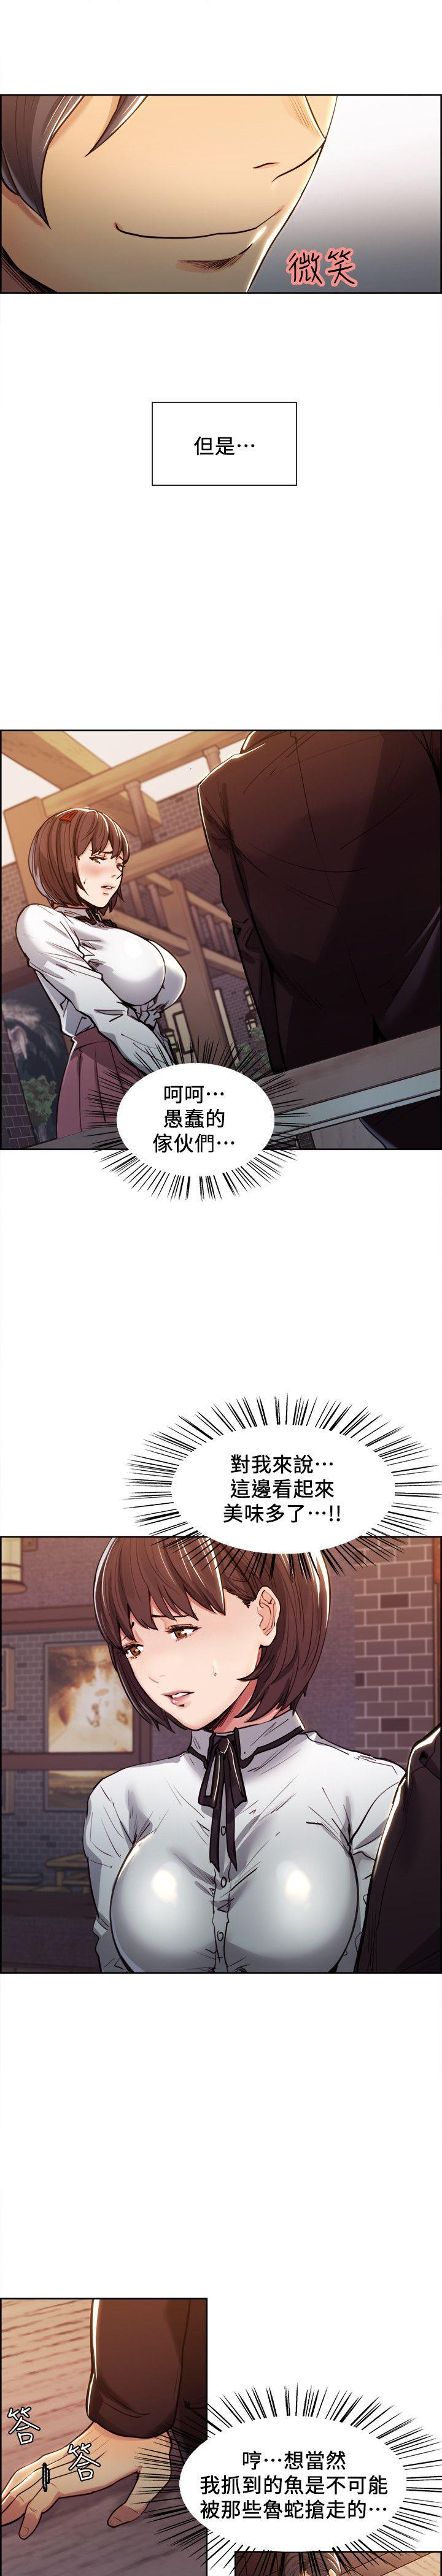 微笑
但是⋯
呵呵⋯
愚蠢的
傢伙們⋯
對我來說⋯
這邊看起來
美味多了⋯!!
答
答
哼⋯想當然
我抓到的魚是不可能
被那些魯蛇搶走的⋯